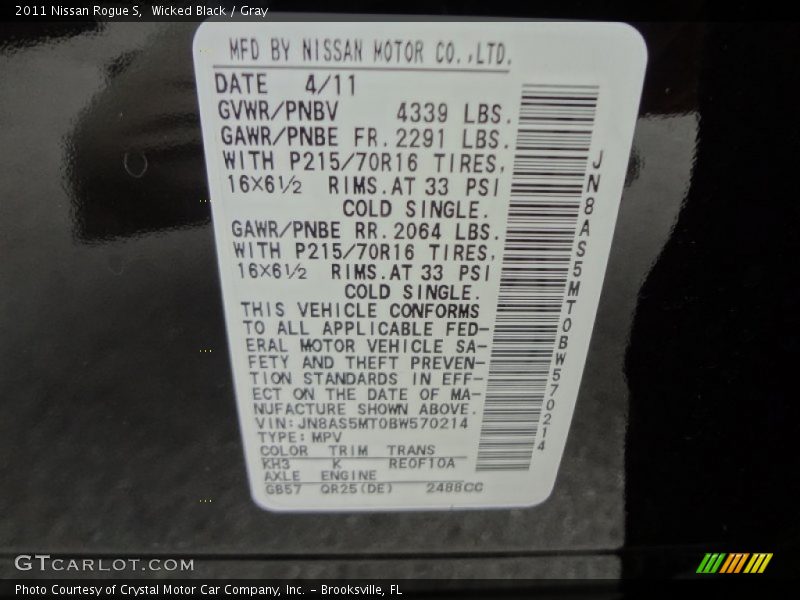 2011 Nissan Rogue S, Wicked Black / Gray
MFD BY NISSAN MOTOR CO.,LTD.
DATE 4/11
GVWR/PNBV 4339 LBS.
GAWR/PNBE FR. 2291 LBS.
WITH P215/70R16 TIRES,
16×6½ RIMS. AT 33 PSI
COLD SINGLE.
GAWR/PNBE RR. 2064 LBS.
WITH P215/70R16 TIRES,
16×6½ RIMS. AT 33 PSI
COLD SINGLE.
THIS VEHICLE CONFORMS
TO ALL APPLICABLE FED-
ERAL MOTOR VEHICLE SA-
FETY AND THEFT PREVEN-
TION STANDARDS IN EFF-
ECT ON THE DATE OF MA-
NUFACTURE SHOWN ABOVE.
VIN: JN8AS5MT0BW570214
TYPE: MPV
COLOR TRIM TRANS
KH3 K RE0F10A
AXLE ENGINE
GB57 QR25(DE) 2488CC
JN8AS5MT0BW570214
GTCARLOT.COM
Photo Courtesy of Crystal Motor Car Company, Inc. - Brooksville, FL